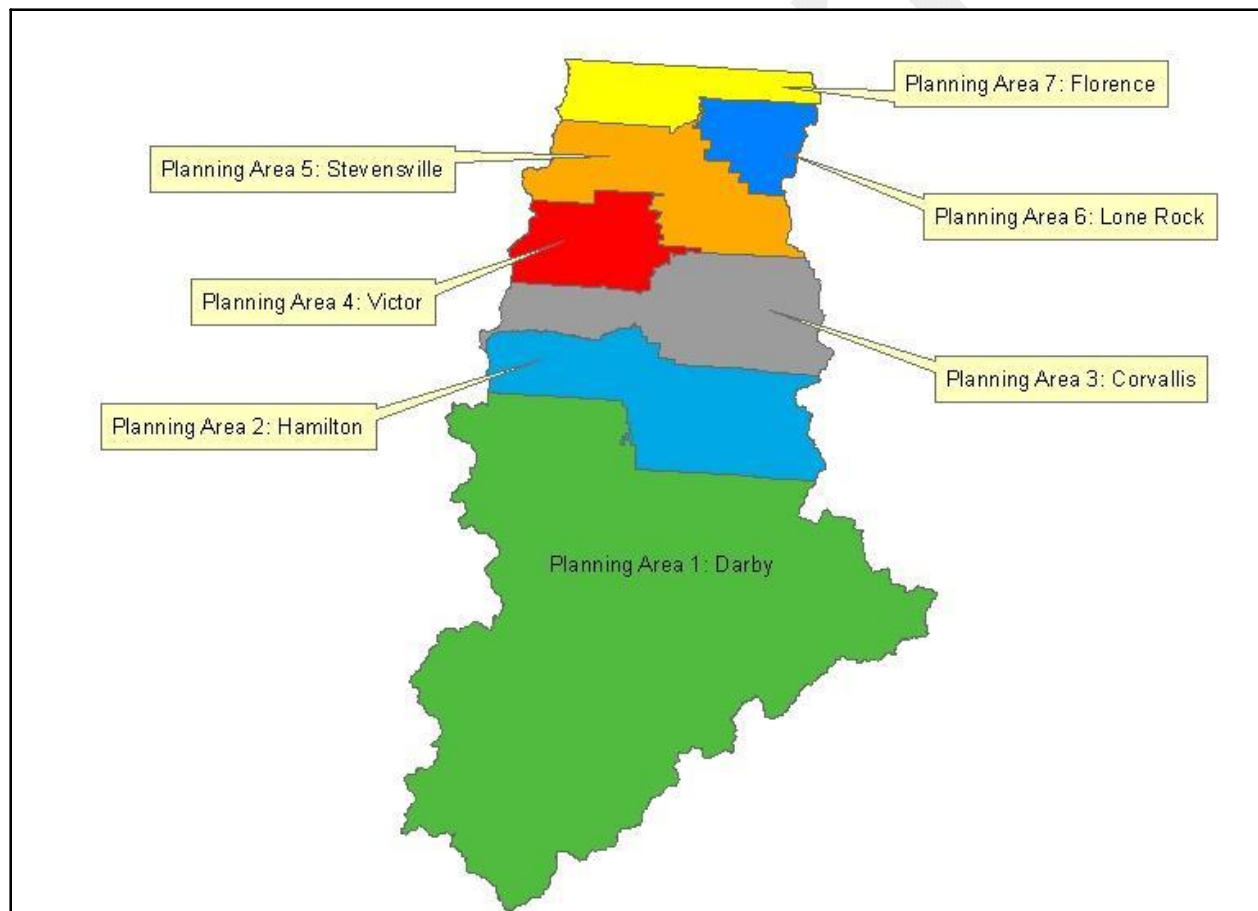 Planning Area 7: Florence
Planning Area 5: Stevensville
Planning Area 6: Lone Rock
Planning Area 4: Victor
Planning Area 3: Corvallis
Planning Area 2: Hamilton
Planning Area 1: Darby